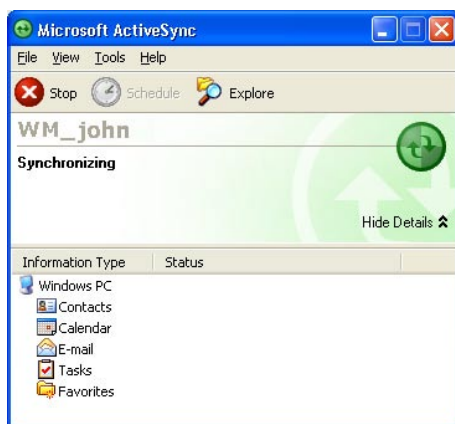 Microsoft ActiveSync
File View Tools Help
Stop Schedule Explore
WM_john
Synchronizing
Hide Details
Information Type Status
Windows PC
Contacts
Calendar
E-mail
Tasks
Favorites